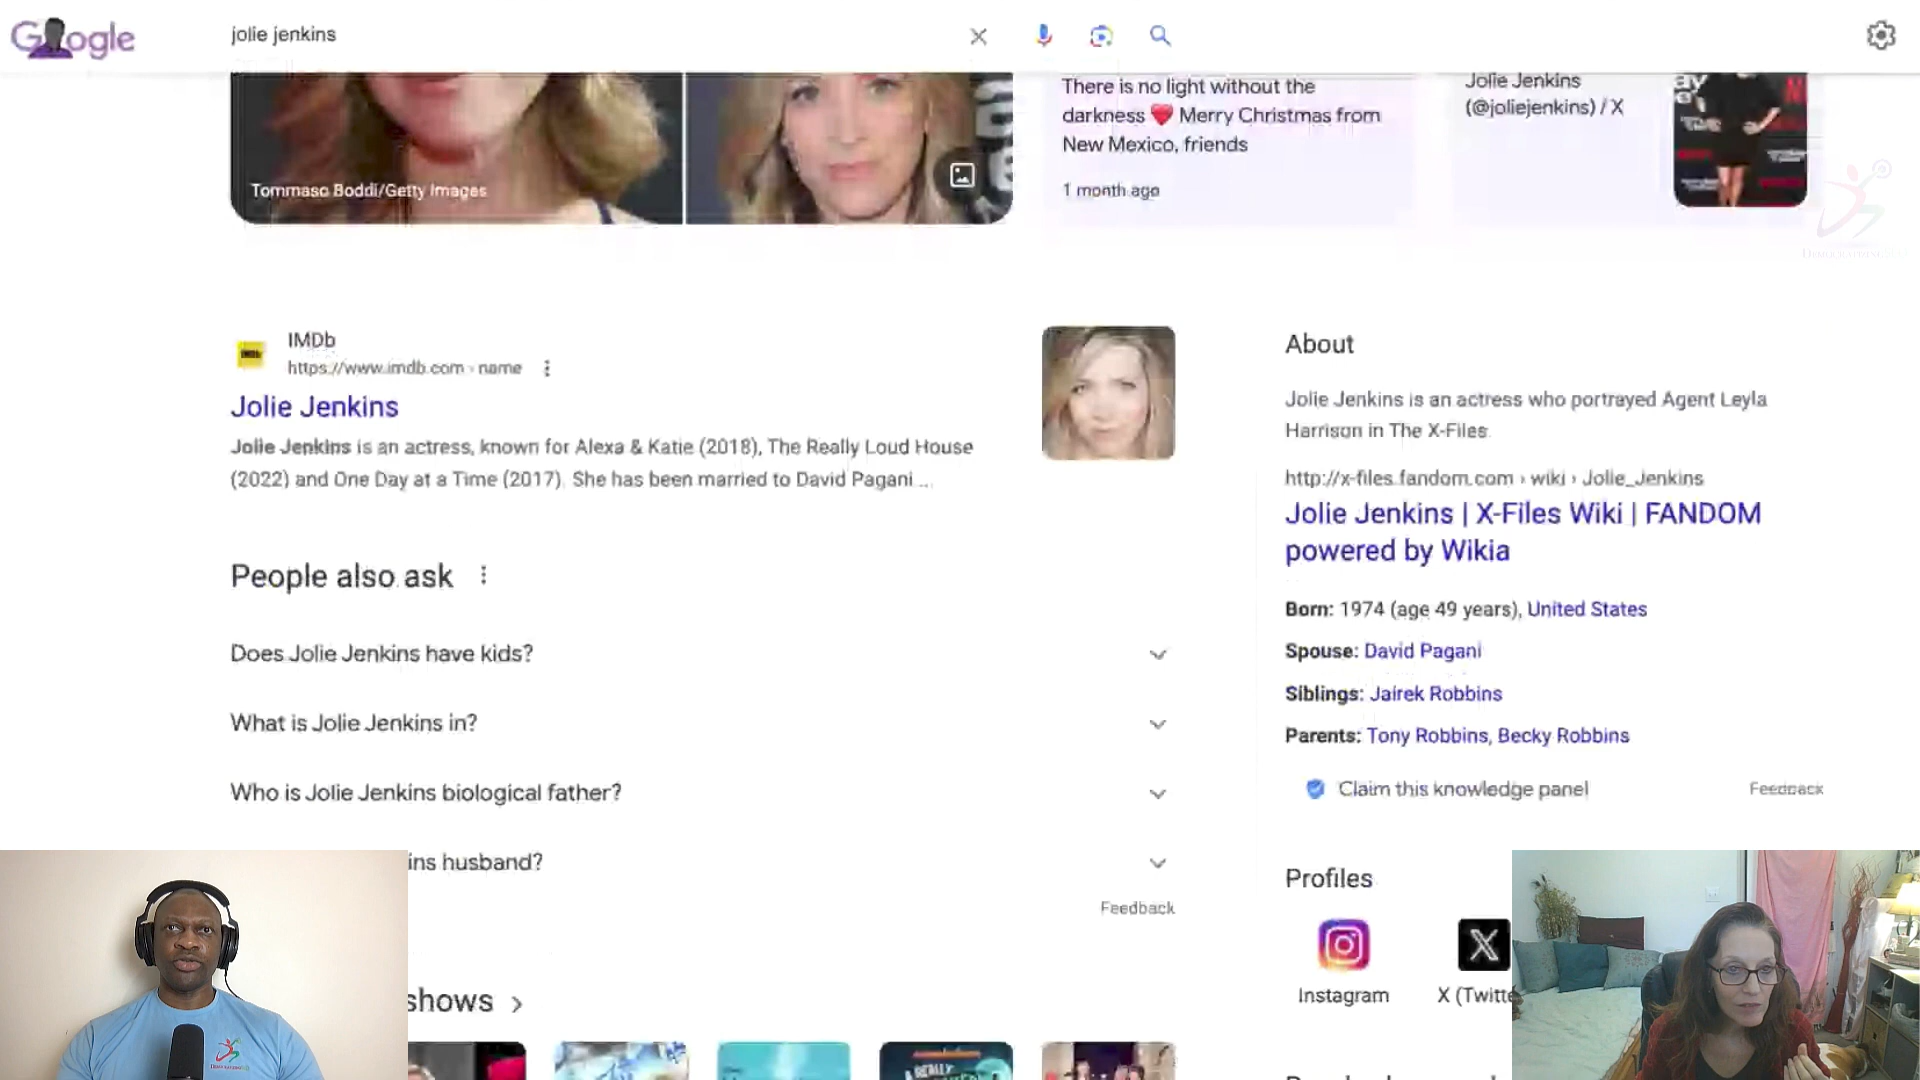 Google
jolie jenkins
Tommaso Boddi/Getty Images
There is no light without the
darkness ❤️ Merry Christmas from
New Mexico, friends
1 month ago
Jolie Jenkins
(@joliejenkins) / X
IMDb
https://www.imdb.com › name
Jolie Jenkins
Jolie Jenkins is an actress, known for Alexa & Katie (2018), The Really Loud House
(2022) and One Day at a Time (2017). She has been married to David Pagani ...
People also ask
Does Jolie Jenkins have kids?
What is Jolie Jenkins in?
Who is Jolie Jenkins biological father?
ins husband?
Feedback
shows
About
Jolie Jenkins is an actress who portrayed Agent Leyla
Harrison in The X-Files.
http://x-files.fandom.com › wiki › Jolie_Jenkins
Jolie Jenkins | X-Files Wiki | FANDOM
powered by Wikia
Born: 1974 (age 49 years), United States
Spouse: David Pagani
Siblings: Jairek Robbins
Parents: Tony Robbins, Becky Robbins
Claim this knowledge panel
Feedback
Profiles
Instagram
X (Twitte
REALLY